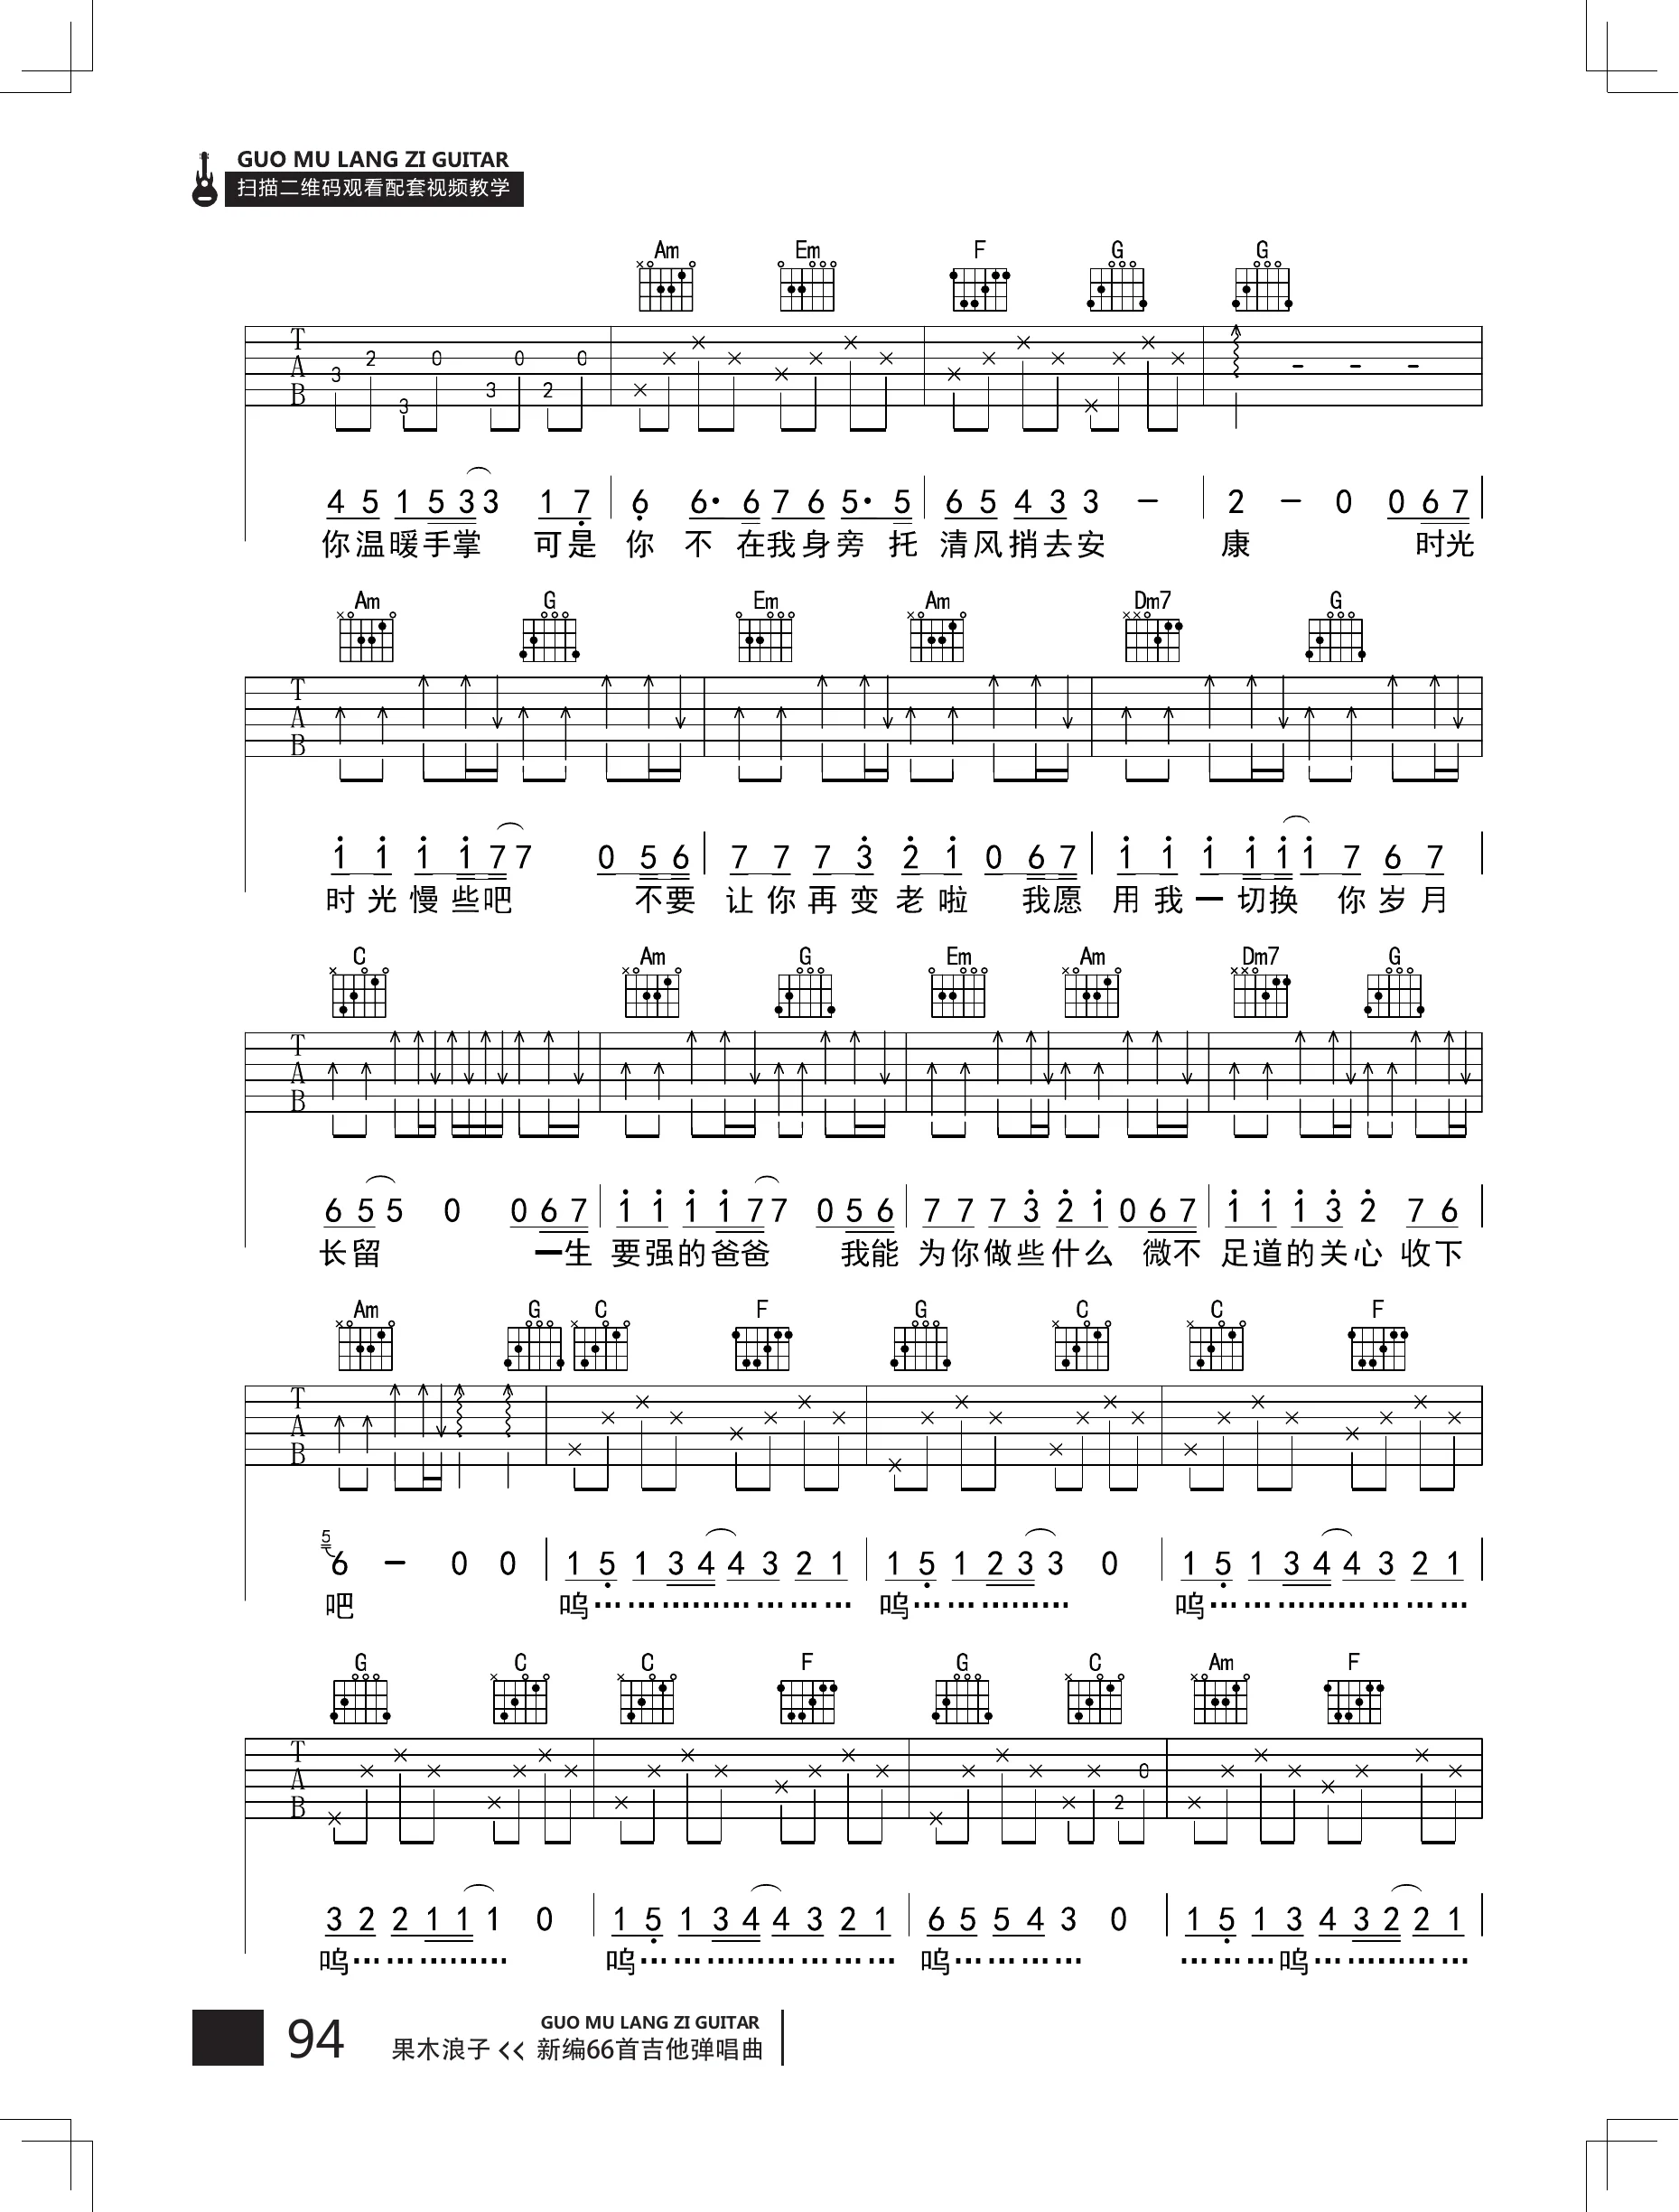 GUO MU LANG ZI GUITAR
扫描二维码观看配套视频教学
Am Em F G G
T
A
B
3 2 3 0 3 0 2 0
4 5 1 5 3 3 1 7 6 6· 6 7 6 5· 5 6 5 4 3 3 - 2 - 0 0 6 7
你温暖手掌 可是 你 不 在我身旁 托 清风捎去安 康 时光
Am G Em Am Dm7 G
T
A
B
1 1 1 1 7 7 0 5 6 7 7 7 3 2 1 0 6 7 1 1 1 1 1 1 7 6 7
时光慢些吧 不要 让你再变老啦 我愿 用我一切换 你岁月
C Am G Em Am Dm7 G
T
A
B
6 5 5 0 0 6 7 1 1 1 1 7 7 0 5 6 7 7 7 3 2 1 0 6 7 1 1 1 3 2 7 6
长留 一生 要强的爸爸 我能 为你做些什么 微不 足道的关心 收下
Am G C F G C C F
T
A
B
5
6 - 0 0 1 5 1 3 4 4 3 2 1 1 5 1 2 3 3 0 1 5 1 3 4 4 3 2 1
吧 呜………………… 呜………… 呜…………………
G C C F G C Am F
T
A
B
2 0
3 2 2 1 1 1 0 1 5 1 3 4 4 3 2 1 6 5 5 4 3 0 1 5 1 3 4 3 2 2 1
呜………… 呜………………… 呜………… ……呜…………
94
GUO MU LANG ZI GUITAR
果木浪子 << 新编66首吉他弹唱曲